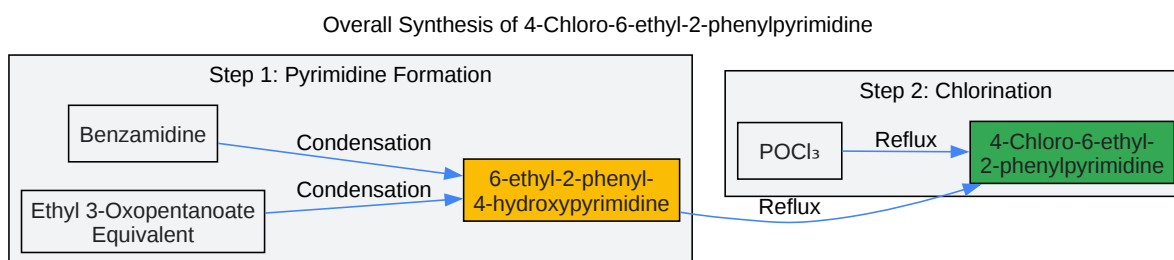 Overall Synthesis of 4-Chloro-6-ethyl-2-phenylpyrimidine
Step 1: Pyrimidine Formation
Benzamidine
Condensation
Ethyl 3-Oxopentanoate
Equivalent
Condensation
6-ethyl-2-phenyl-
4-hydroxypyrimidine
Step 2: Chlorination
POCl₃
Reflux
4-Chloro-6-ethyl-
2-phenylpyrimidine
Reflux